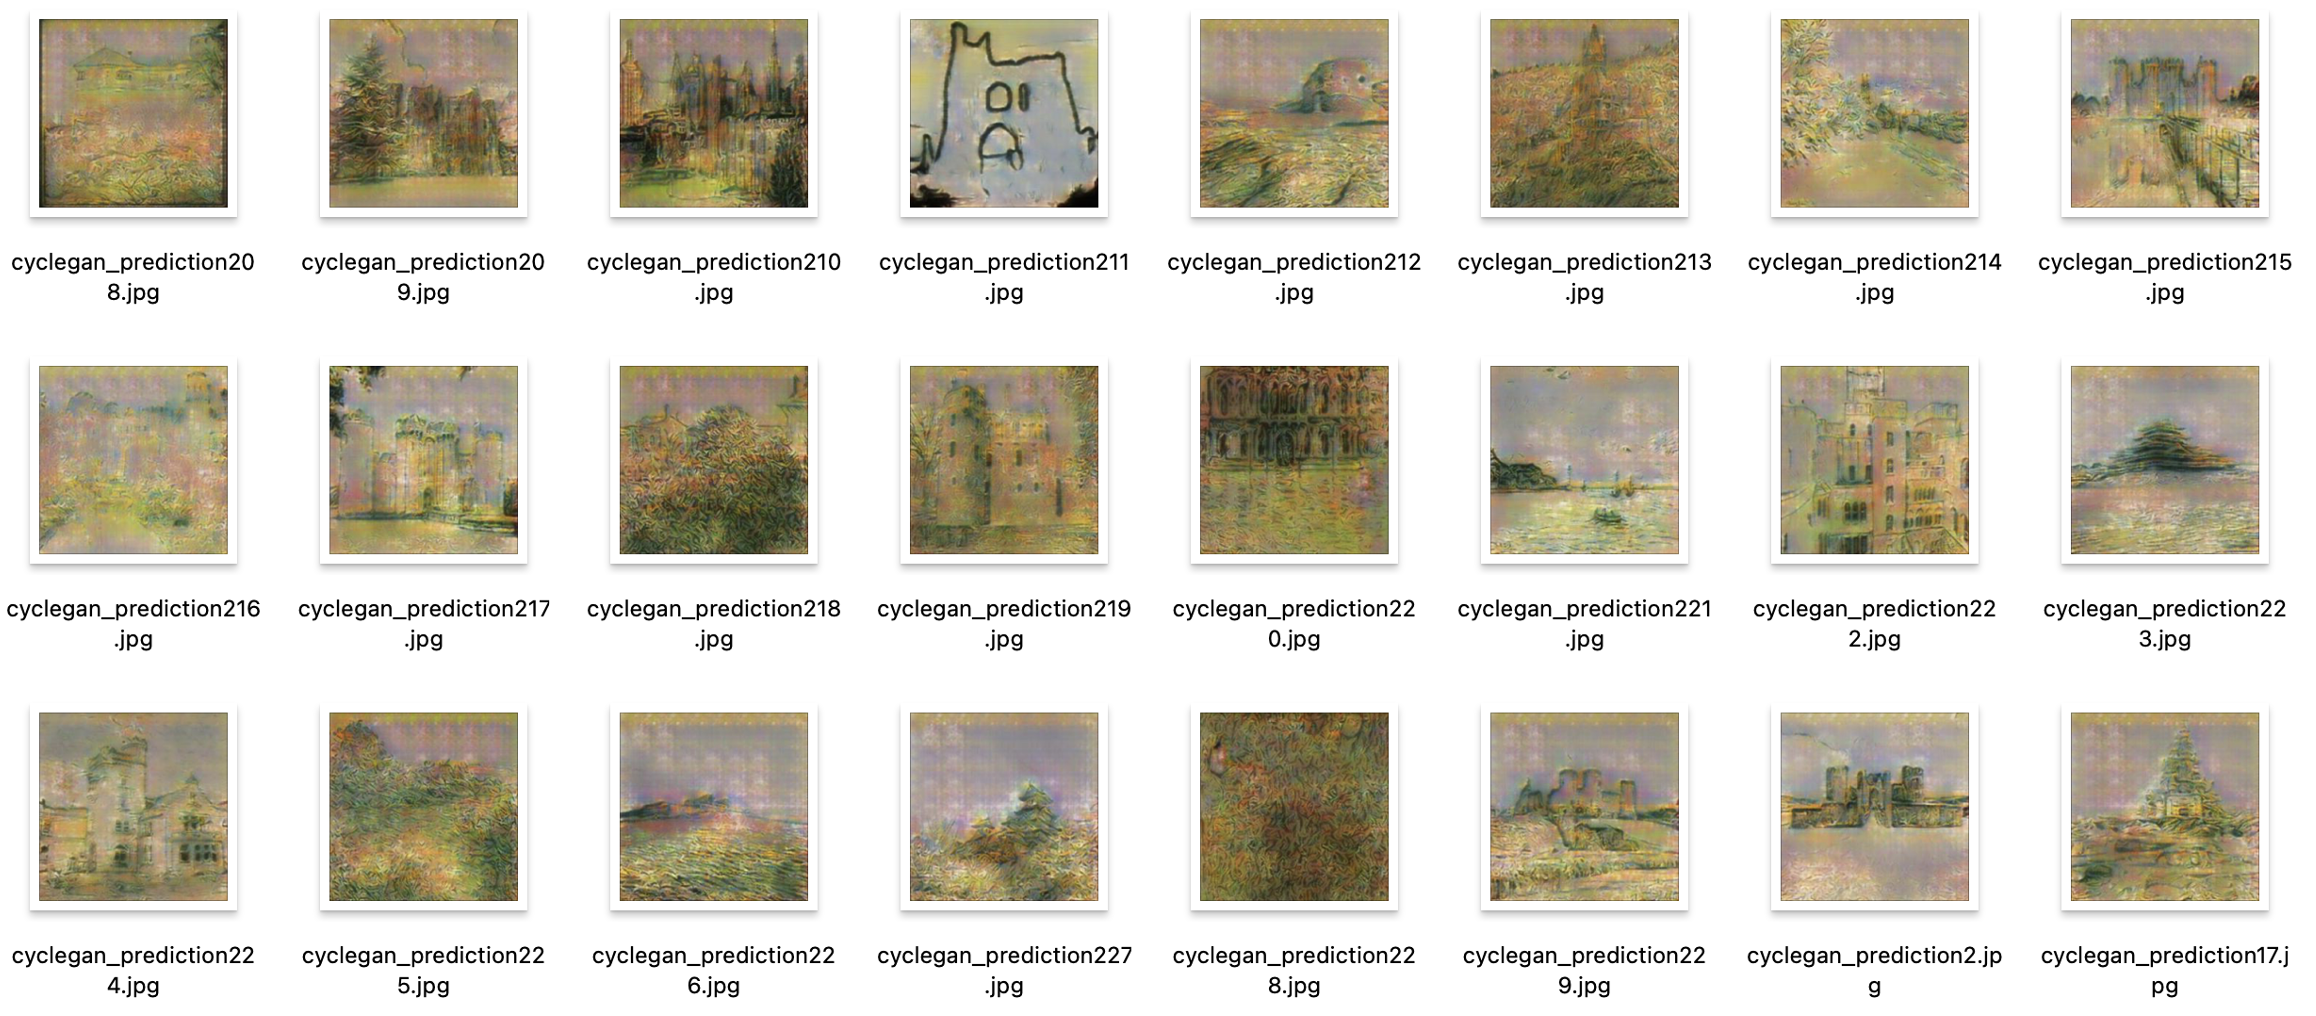 cyclegan_prediction20
8.jpg
cyclegan_prediction20
9.jpg
cyclegan_prediction210
.jpg
cyclegan_prediction211
.jpg
cyclegan_prediction212
.jpg
cyclegan_prediction213
.jpg
cyclegan_prediction214
.jpg
cyclegan_prediction215
.jpg
cyclegan_prediction216
.jpg
cyclegan_prediction217
.jpg
cyclegan_prediction218
.jpg
cyclegan_prediction219
.jpg
cyclegan_prediction22
0.jpg
cyclegan_prediction221
.jpg
cyclegan_prediction22
2.jpg
cyclegan_prediction22
3.jpg
cyclegan_prediction22
4.jpg
cyclegan_prediction22
5.jpg
cyclegan_prediction22
6.jpg
cyclegan_prediction227
.jpg
cyclegan_prediction22
8.jpg
cyclegan_prediction22
9.jpg
cyclegan_prediction2.jp
g
cyclegan_prediction17.j
pg